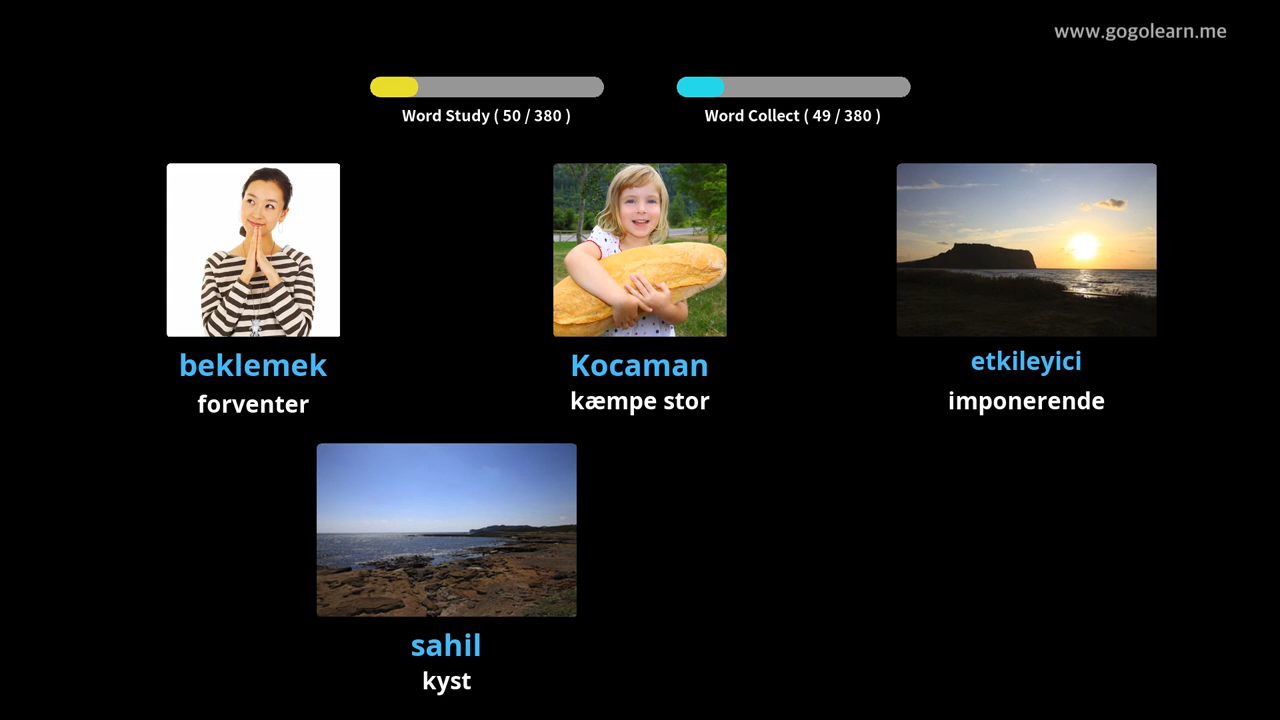 www.gogolearn.me
Word Study ( 50 / 380 )
Word Collect ( 49 / 380 )
beklemek
forventer
Kocaman
kæmpe stor
etkileyici
imponerende
sahil
kyst